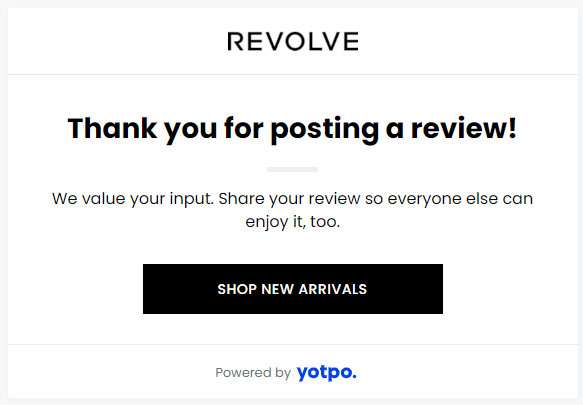 REVOLVE
Thank you for posting a review!
We value your input. Share your review so everyone else can
enjoy it, too.
SHOP NEW ARRIVALS
Powered by yotpo.